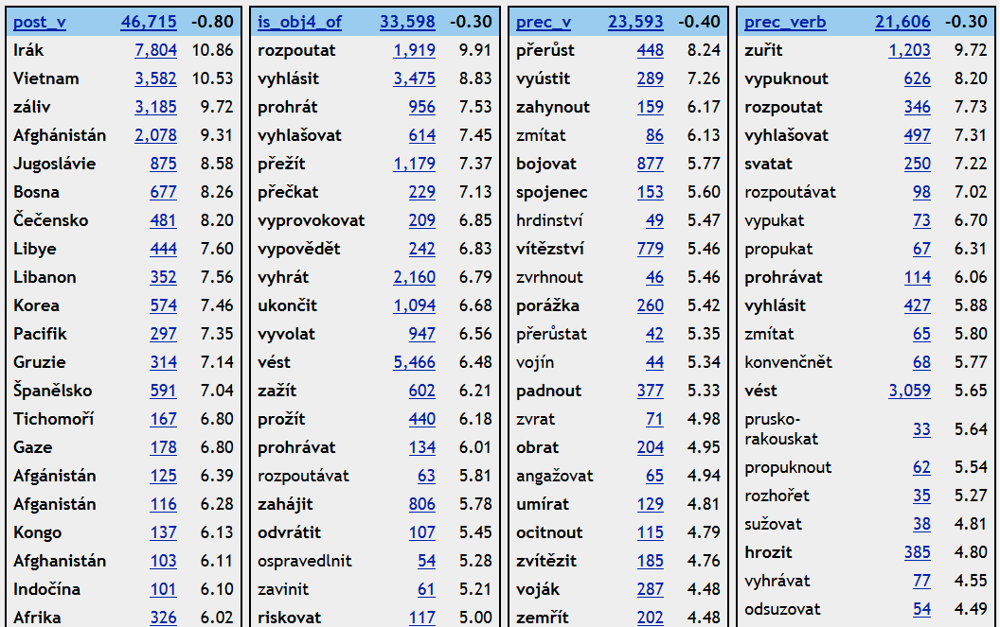 post_v 46,715 -0.80
Irák 7,804 10.86
Vietnam 3,582 10.53
záliv 3,185 9.72
Afghánistán 2,078 9.31
Jugoslávie 875 8.58
Bosna 677 8.26
Čečensko 481 8.20
Libye 444 7.60
Libanon 352 7.56
Korea 574 7.46
Pacifik 297 7.35
Gruzie 314 7.14
Španělsko 591 7.04
Tichomoří 167 6.80
Gaze 178 6.80
Afgánistán 125 6.39
Afganistán 116 6.28
Kongo 137 6.13
Afghanistán 103 6.11
Indočína 101 6.10
Afrika 326 6.02
is_obj4_of 33,598 -0.30
rozpoutat 1,919 9.91
vyhlásit 3,475 8.83
prohrát 956 7.53
vyhlašovat 614 7.45
přežít 1,179 7.37
přečkat 229 7.13
vyprovokovat 209 6.85
vypovědět 242 6.83
vyhrát 2,160 6.79
ukončit 1,094 6.68
vyvolat 947 6.56
vést 5,466 6.48
zažít 602 6.21
prožít 440 6.18
prohrávat 134 6.01
rozpoutávat 63 5.81
zahájit 806 5.78
odvrátit 107 5.45
ospravedlnit 54 5.28
zavinit 61 5.21
riskovat 117 5.00
prec_v 23,593 -0.40
přerůst 448 8.24
vyústit 289 7.26
zahynout 159 6.17
zmítat 86 6.13
bojovat 877 5.77
spojenec 153 5.60
hrdinství 49 5.47
vítězství 779 5.46
zvrhnout 46 5.46
porážka 260 5.42
přerůstat 42 5.35
vojín 44 5.34
padnout 377 5.33
zvrat 71 4.98
obrat 204 4.95
angažovat 65 4.94
umírat 129 4.81
ocitnout 115 4.79
zvítězit 185 4.76
voják 287 4.48
zemřít 202 4.48
prec_verb 21,606 -0.30
zuřit 1,203 9.72
vypuknout 626 8.20
rozpoutat 346 7.73
vyhlašovat 497 7.31
svatat 250 7.22
rozpoutávat 98 7.02
vypukat 73 6.70
propukat 67 6.31
prohrávat 114 6.06
vyhlásit 427 5.88
zmítat 65 5.80
konvenčnět 68 5.77
vést 3,059 5.65
prusko-
rakouskat 33 5.64
propuknout 62 5.54
rozhořet 35 5.27
sužovat 38 4.81
hrozit 385 4.80
vyhrávat 77 4.55
odsuzovat 54 4.49